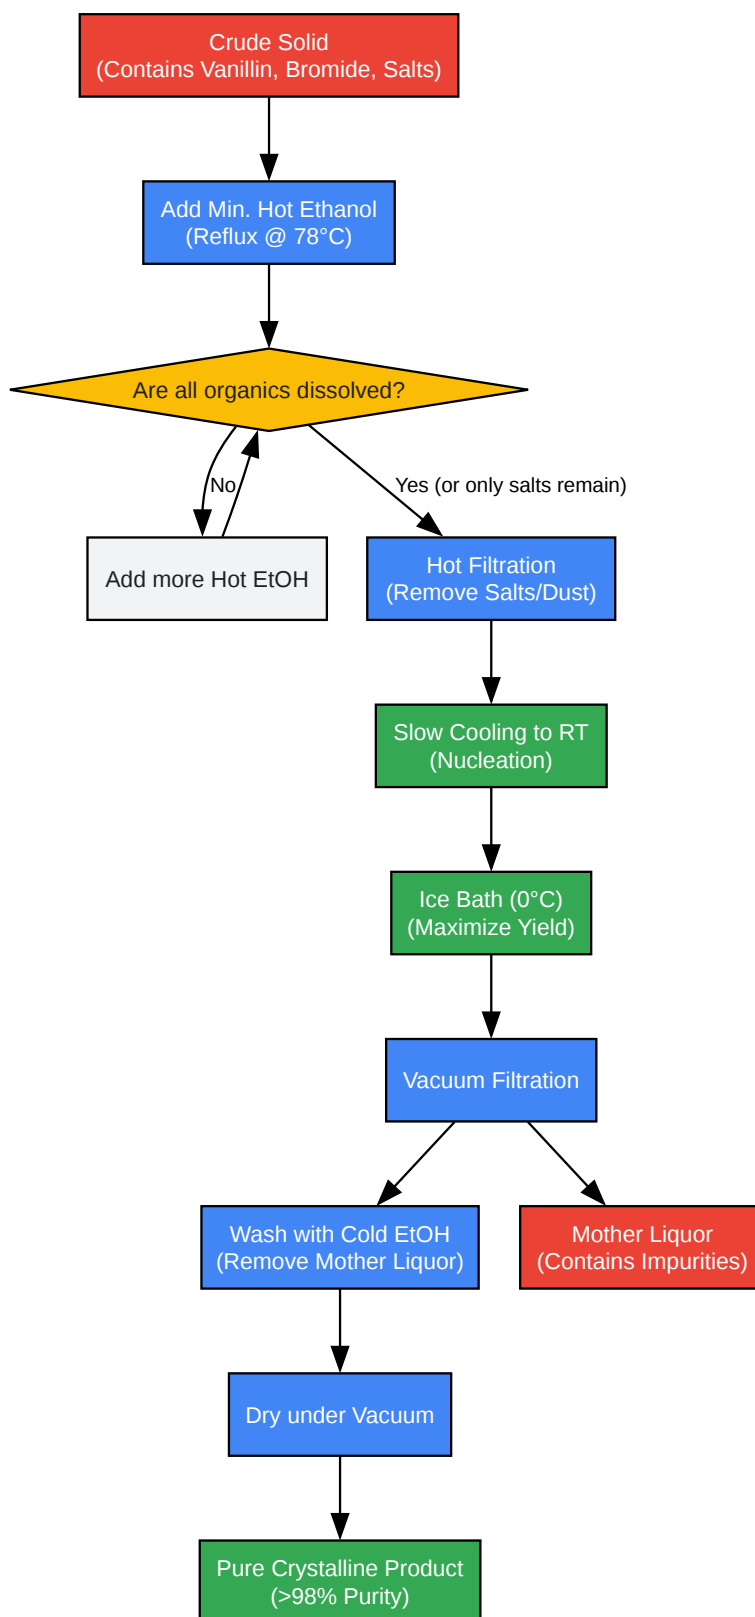 Crude Solid
(Contains Vanillin, Bromide, Salts)
Add Min. Hot Ethanol
(Reflux @ 78°C)
Are all organics dissolved?
No
Yes (or only salts remain)
Add more Hot EtOH
Hot Filtration
(Remove Salts/Dust)
Slow Cooling to RT
(Nucleation)
Ice Bath (0°C)
(Maximize Yield)
Vacuum Filtration
Wash with Cold EtOH
(Remove Mother Liquor)
Mother Liquor
(Contains Impurities)
Dry under Vacuum
Pure Crystalline Product
(>98% Purity)